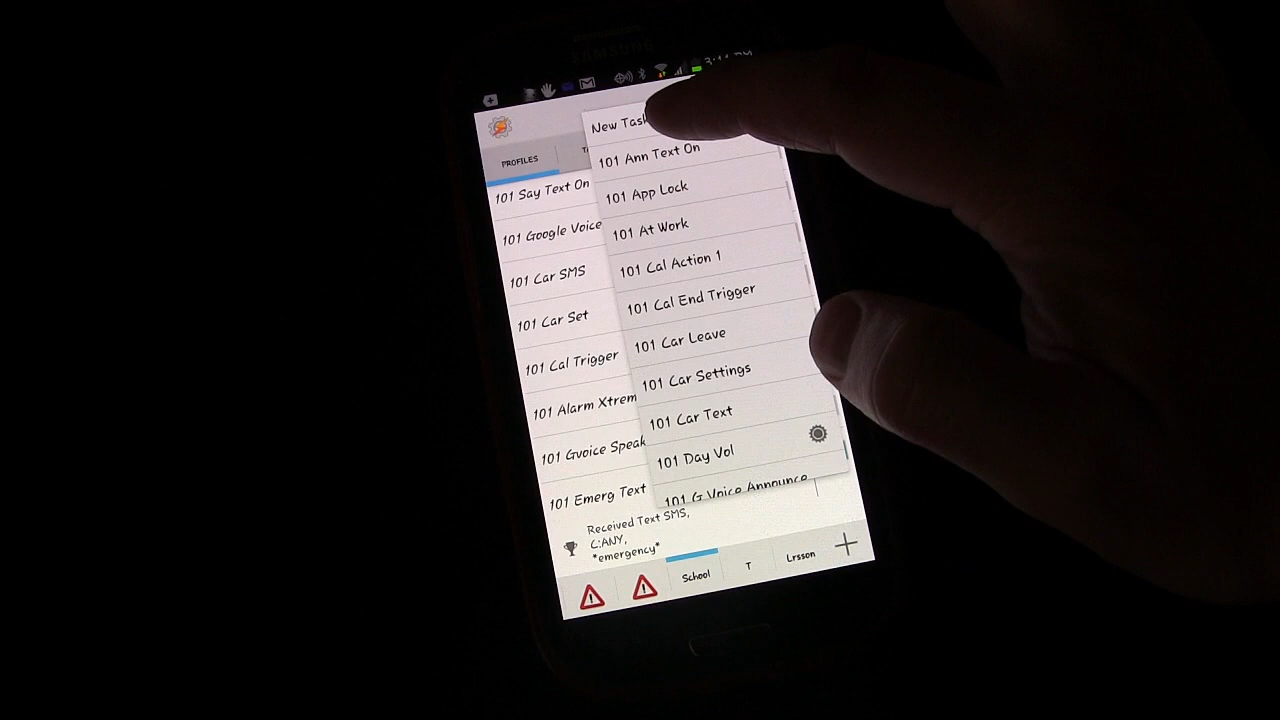 SAMSUNG
3:11 PM
PROFILES
101 Say Text On
101 Google Voice
101 Car SMS
101 Car Set
101 Cal Trigger
101 Alarm Xtrem
101 Gvoice Speak
101 Emerg Text
Received Text SMS,
C:ANY,
*emergency*
New Task
101 Ann Text On
101 App Lock
101 At Work
101 Cal Action 1
101 Cal End Trigger
101 Car Leave
101 Car Settings
101 Car Text
101 Day Vol
101 G Voice Announce
School
T
Lrsson